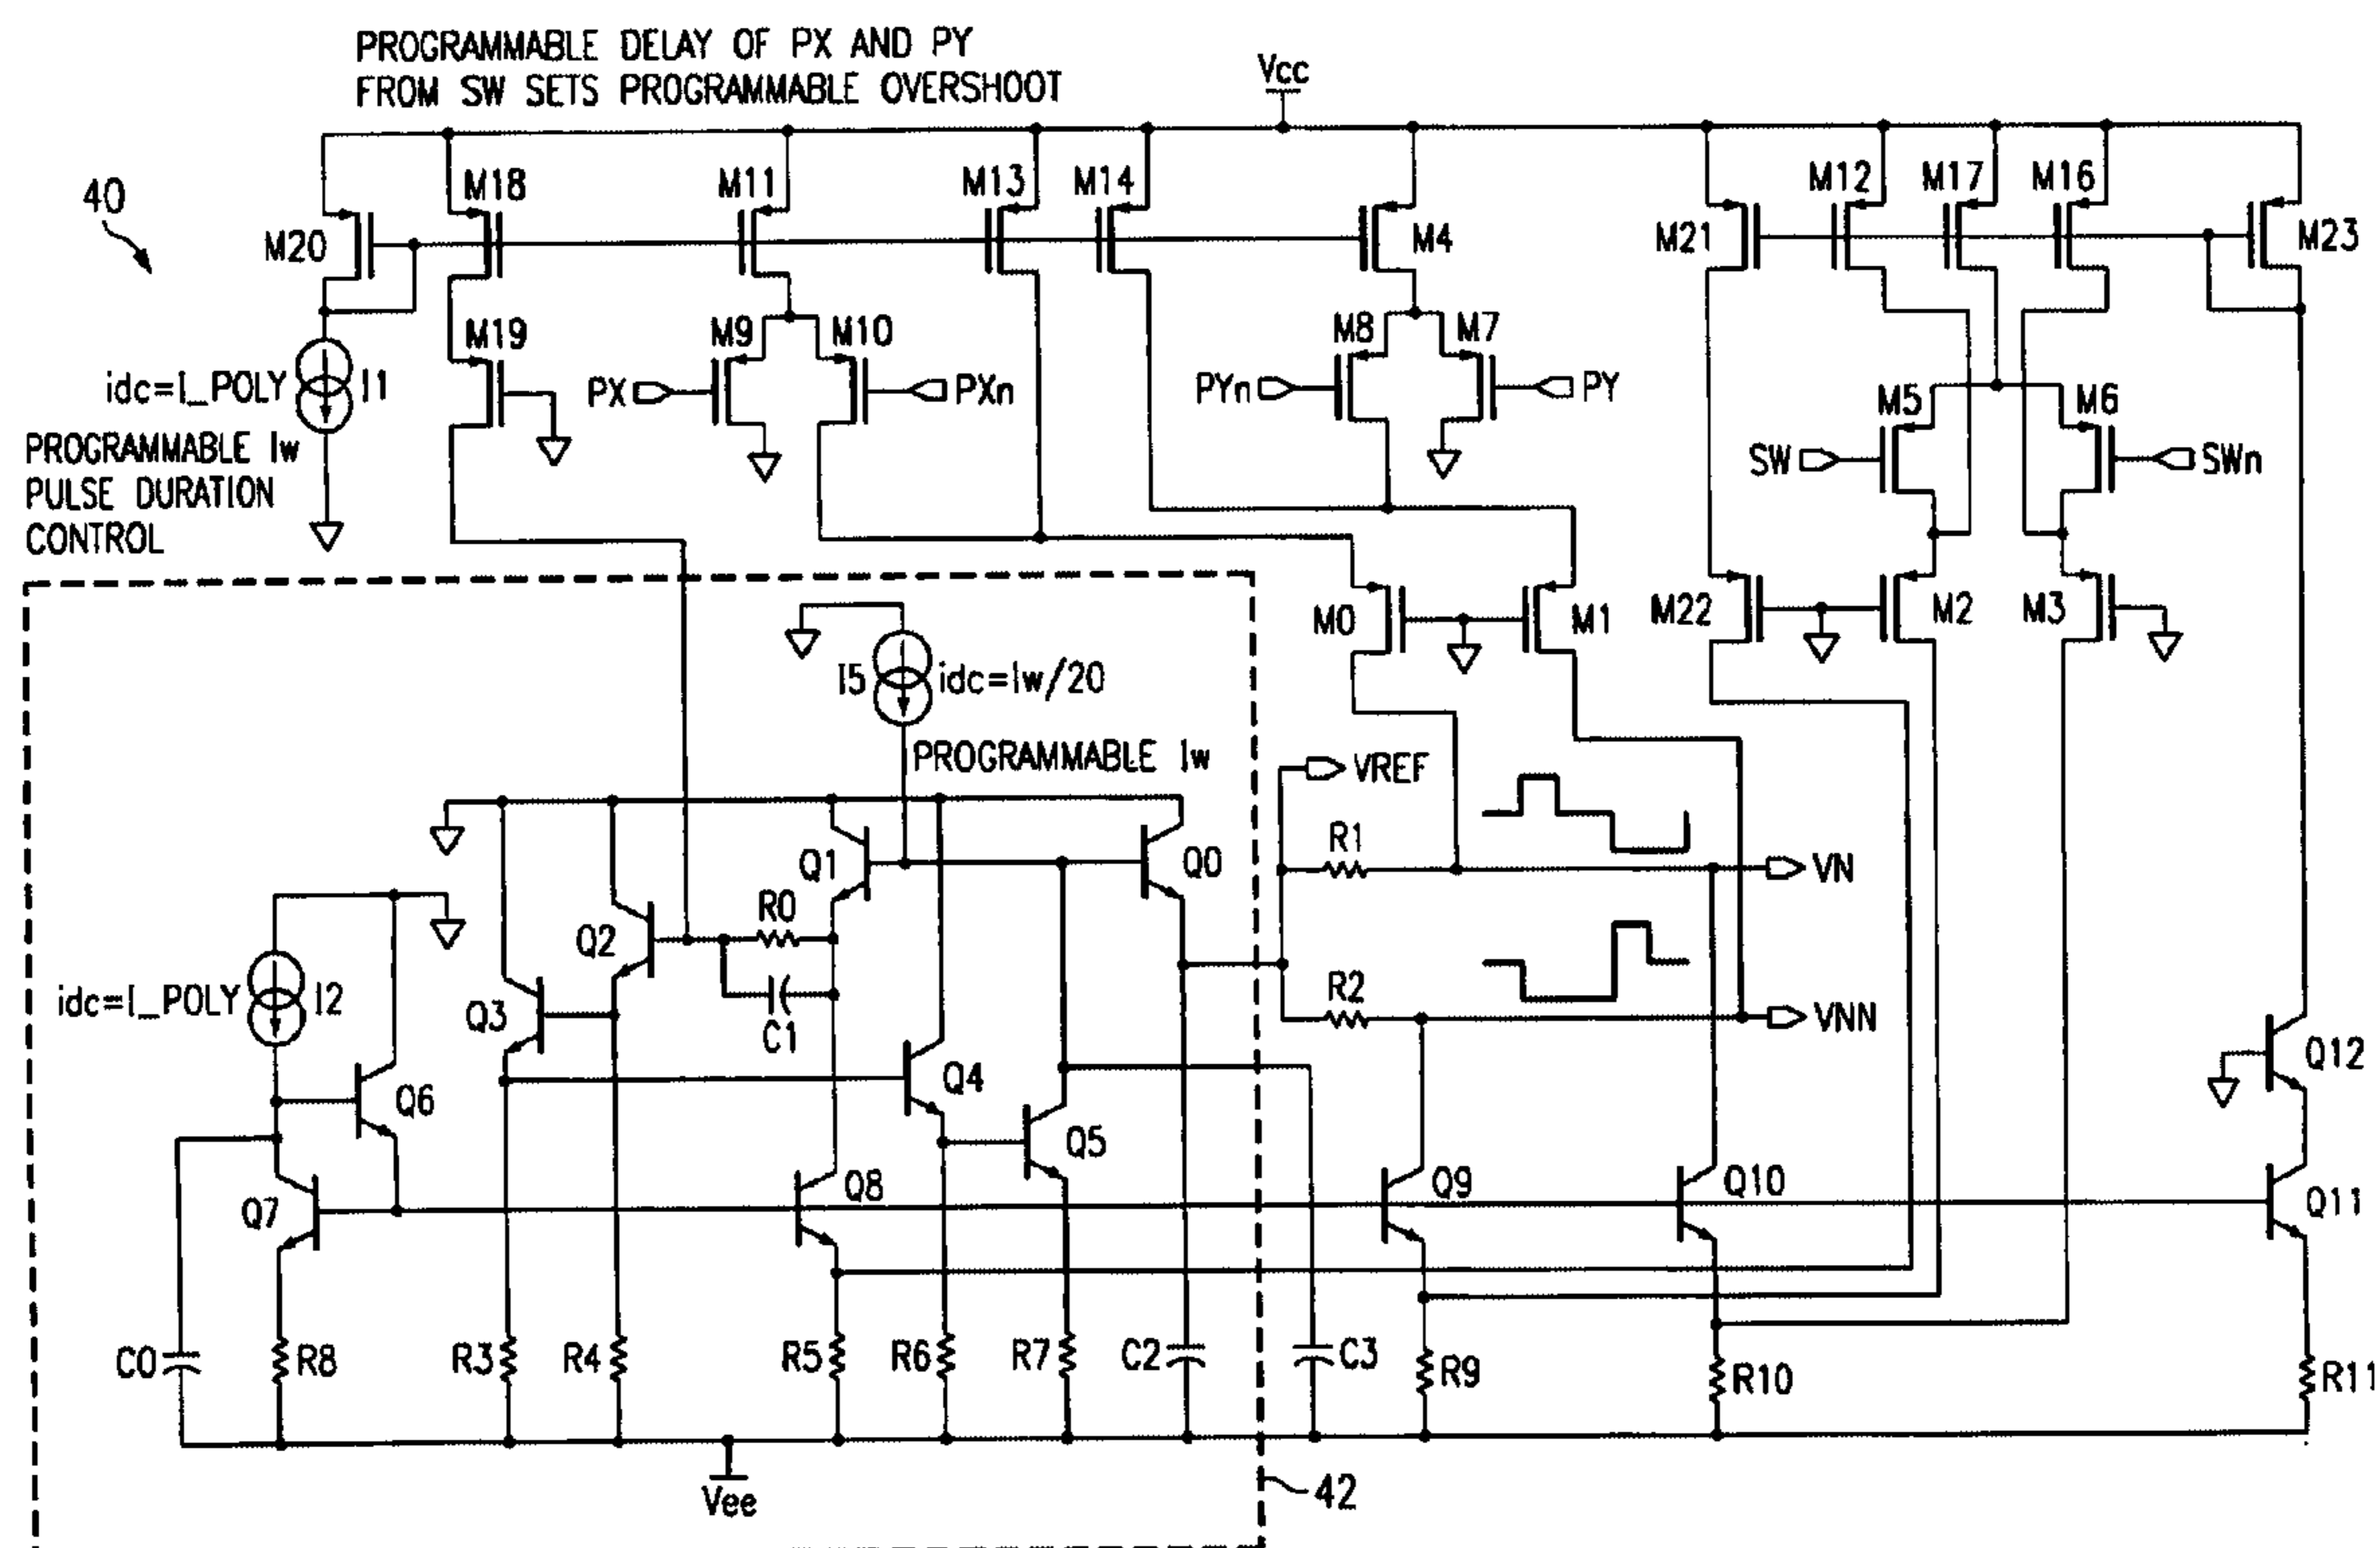 PROGRAMMABLE DELAY OF PX AND PY
FROM SW SETS PROGRAMMABLE OVERSHOOT
Vcc
40
M20
M18
M11
M13
M14
M4
M21
M12
M17
M16
M23
M19
M9
M10
M8
M7
M5
M6
idc=I_POLY
I1
PX
PXn
PYn
PY
SW
SWn
PROGRAMMABLE Iw
PULSE DURATION
CONTROL
M0
M1
M22
M2
M3
I5
idc=Iw/20
PROGRAMMABLE Iw
VREF
Q1
Q0
R1
VN
R0
Q2
idc=I_POLY
I2
Q3
C1
R2
VNN
Q4
Q12
Q6
Q5
Q7
Q8
Q9
Q10
Q11
C0
R8
R3
R4
R5
R6
R7
C2
C3
R9
R10
R11
Vee
42